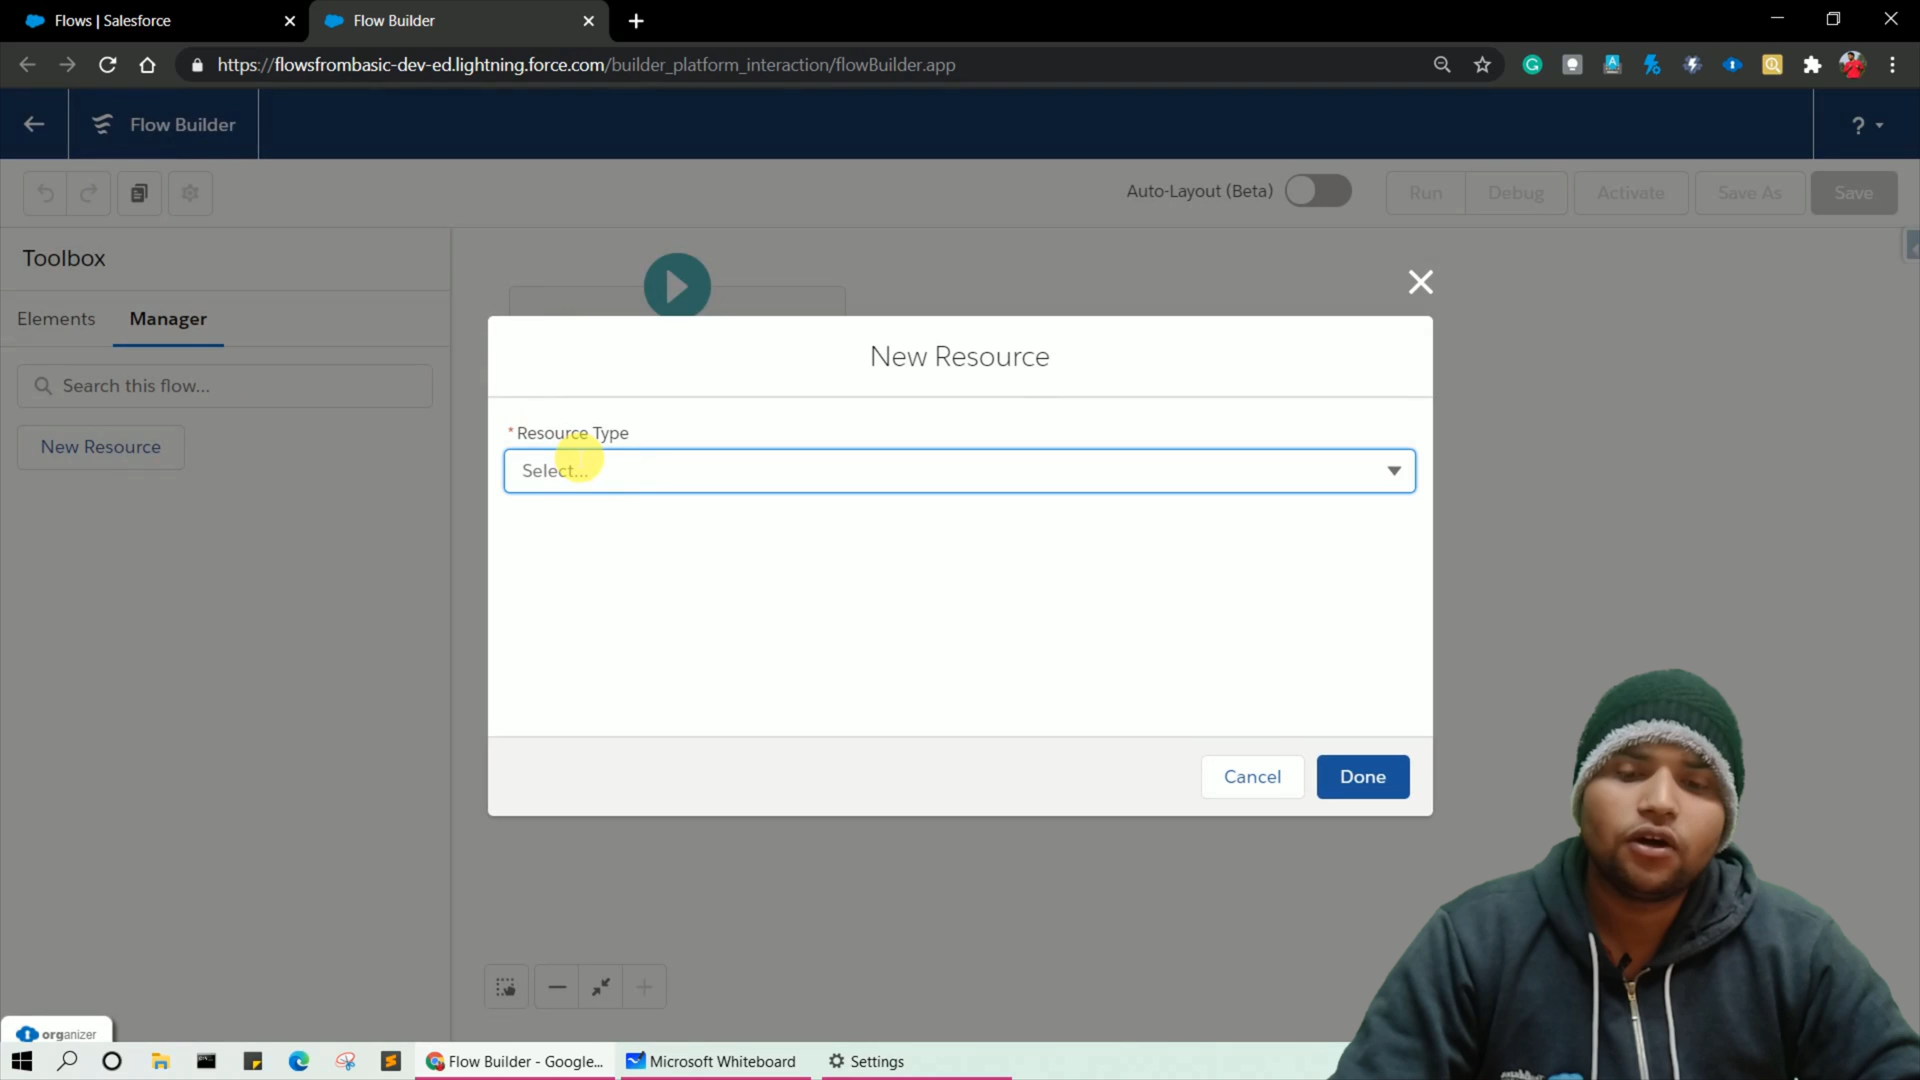 Flows | Salesforce
Flow Builder
https://flowsfrombasic-dev-ed.lightning.force.com/builder_platform_interaction/flowBuilder.app
Flow Builder
?
Auto-Layout (Beta)
Run
Debug
Activate
Save As
Save
Toolbox
Elements
Manager
Search this flow...
New Resource
New Resource
* Resource Type
Select...
Cancel
Done
organizer
Flow Builder - Google...
Microsoft Whiteboard
Settings